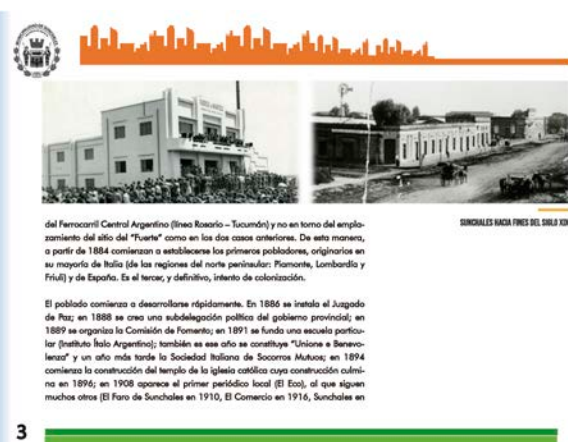 del Ferrocarril Central Argentino (línea Rosario – Tucumán) y no en torno del empla-
zamiento del sitio del "Fuerte" como en los dos casos anteriores. De esta manera,
a partir de 1884 comienzan a establecerse los primeros pobladores, originarios en
su mayoría de Italia (de las regiones del norte peninsular: Piamonte, Lombardía y
Friuli) y de España. Es el tercer, y definitivo, intento de colonización.
SUNCHALES HACIA FINES DEL SIGLO XIX
El poblado comienza a desarrollarse rápidamente. En 1886 se instala el Juzgado
de Paz; en 1888 se crea una subdelegación política del gobierno provincial; en
1889 se organiza la Comisión de Fomento; en 1891 se funda una escuela particu-
lar (Instituto Ítalo Argentino); también es ese año se constituye "Unione e Benevo-
lenza" y un año más tarde la Sociedad Italiana de Socorros Mutuos; en 1894
comienza la construcción del templo de la iglesia católica cuya construcción culmi-
na en 1896; en 1908 aparece el primer periódico local (El Eco), al que siguen
muchos otros (El Faro de Sunchales en 1910, El Comercio en 1916, Sunchales en
3